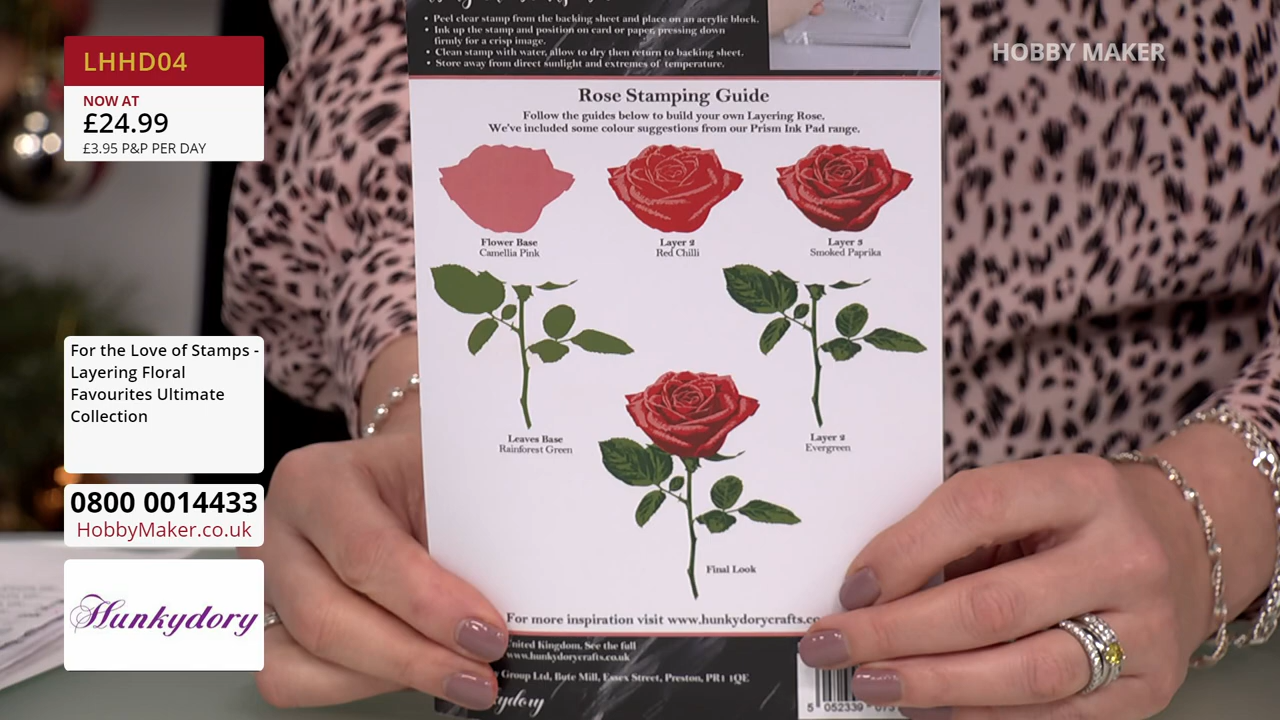 LHHD04
NOW AT
£24.99
£3.95 P&P PER DAY
For the Love of Stamps -
Layering Floral
Favourites Ultimate
Collection
0800 0014433
HobbyMaker.co.uk
Hunkydory
HOBBY MAKER
• Peel clear stamp from the backing sheet and place on an acrylic block.
• Ink up the stamp and position on card or paper, pressing down
firmly for a crisp image.
• Clean stamp with water, allow to dry then return to backing sheet.
• Store away from direct sunlight and extremes of temperature.
Rose Stamping Guide
Follow the guides below to build your own Layering Rose.
We've included some colour suggestions from our Prism Ink Pad range.
Flower Base
Camellia Pink
Layer 2
Red Chilli
Layer 3
Smoked Paprika
Leaves Base
Rainforest Green
Layer 2
Evergreen
Final Look
For more inspiration visit www.hunkydorycrafts.co
United Kingdom, See the full
www.hunkydorycrafts.co.uk
Group Ltd, Bute Mill, Essex Street, Preston, PR1 1QE
ydory
5 052339 073